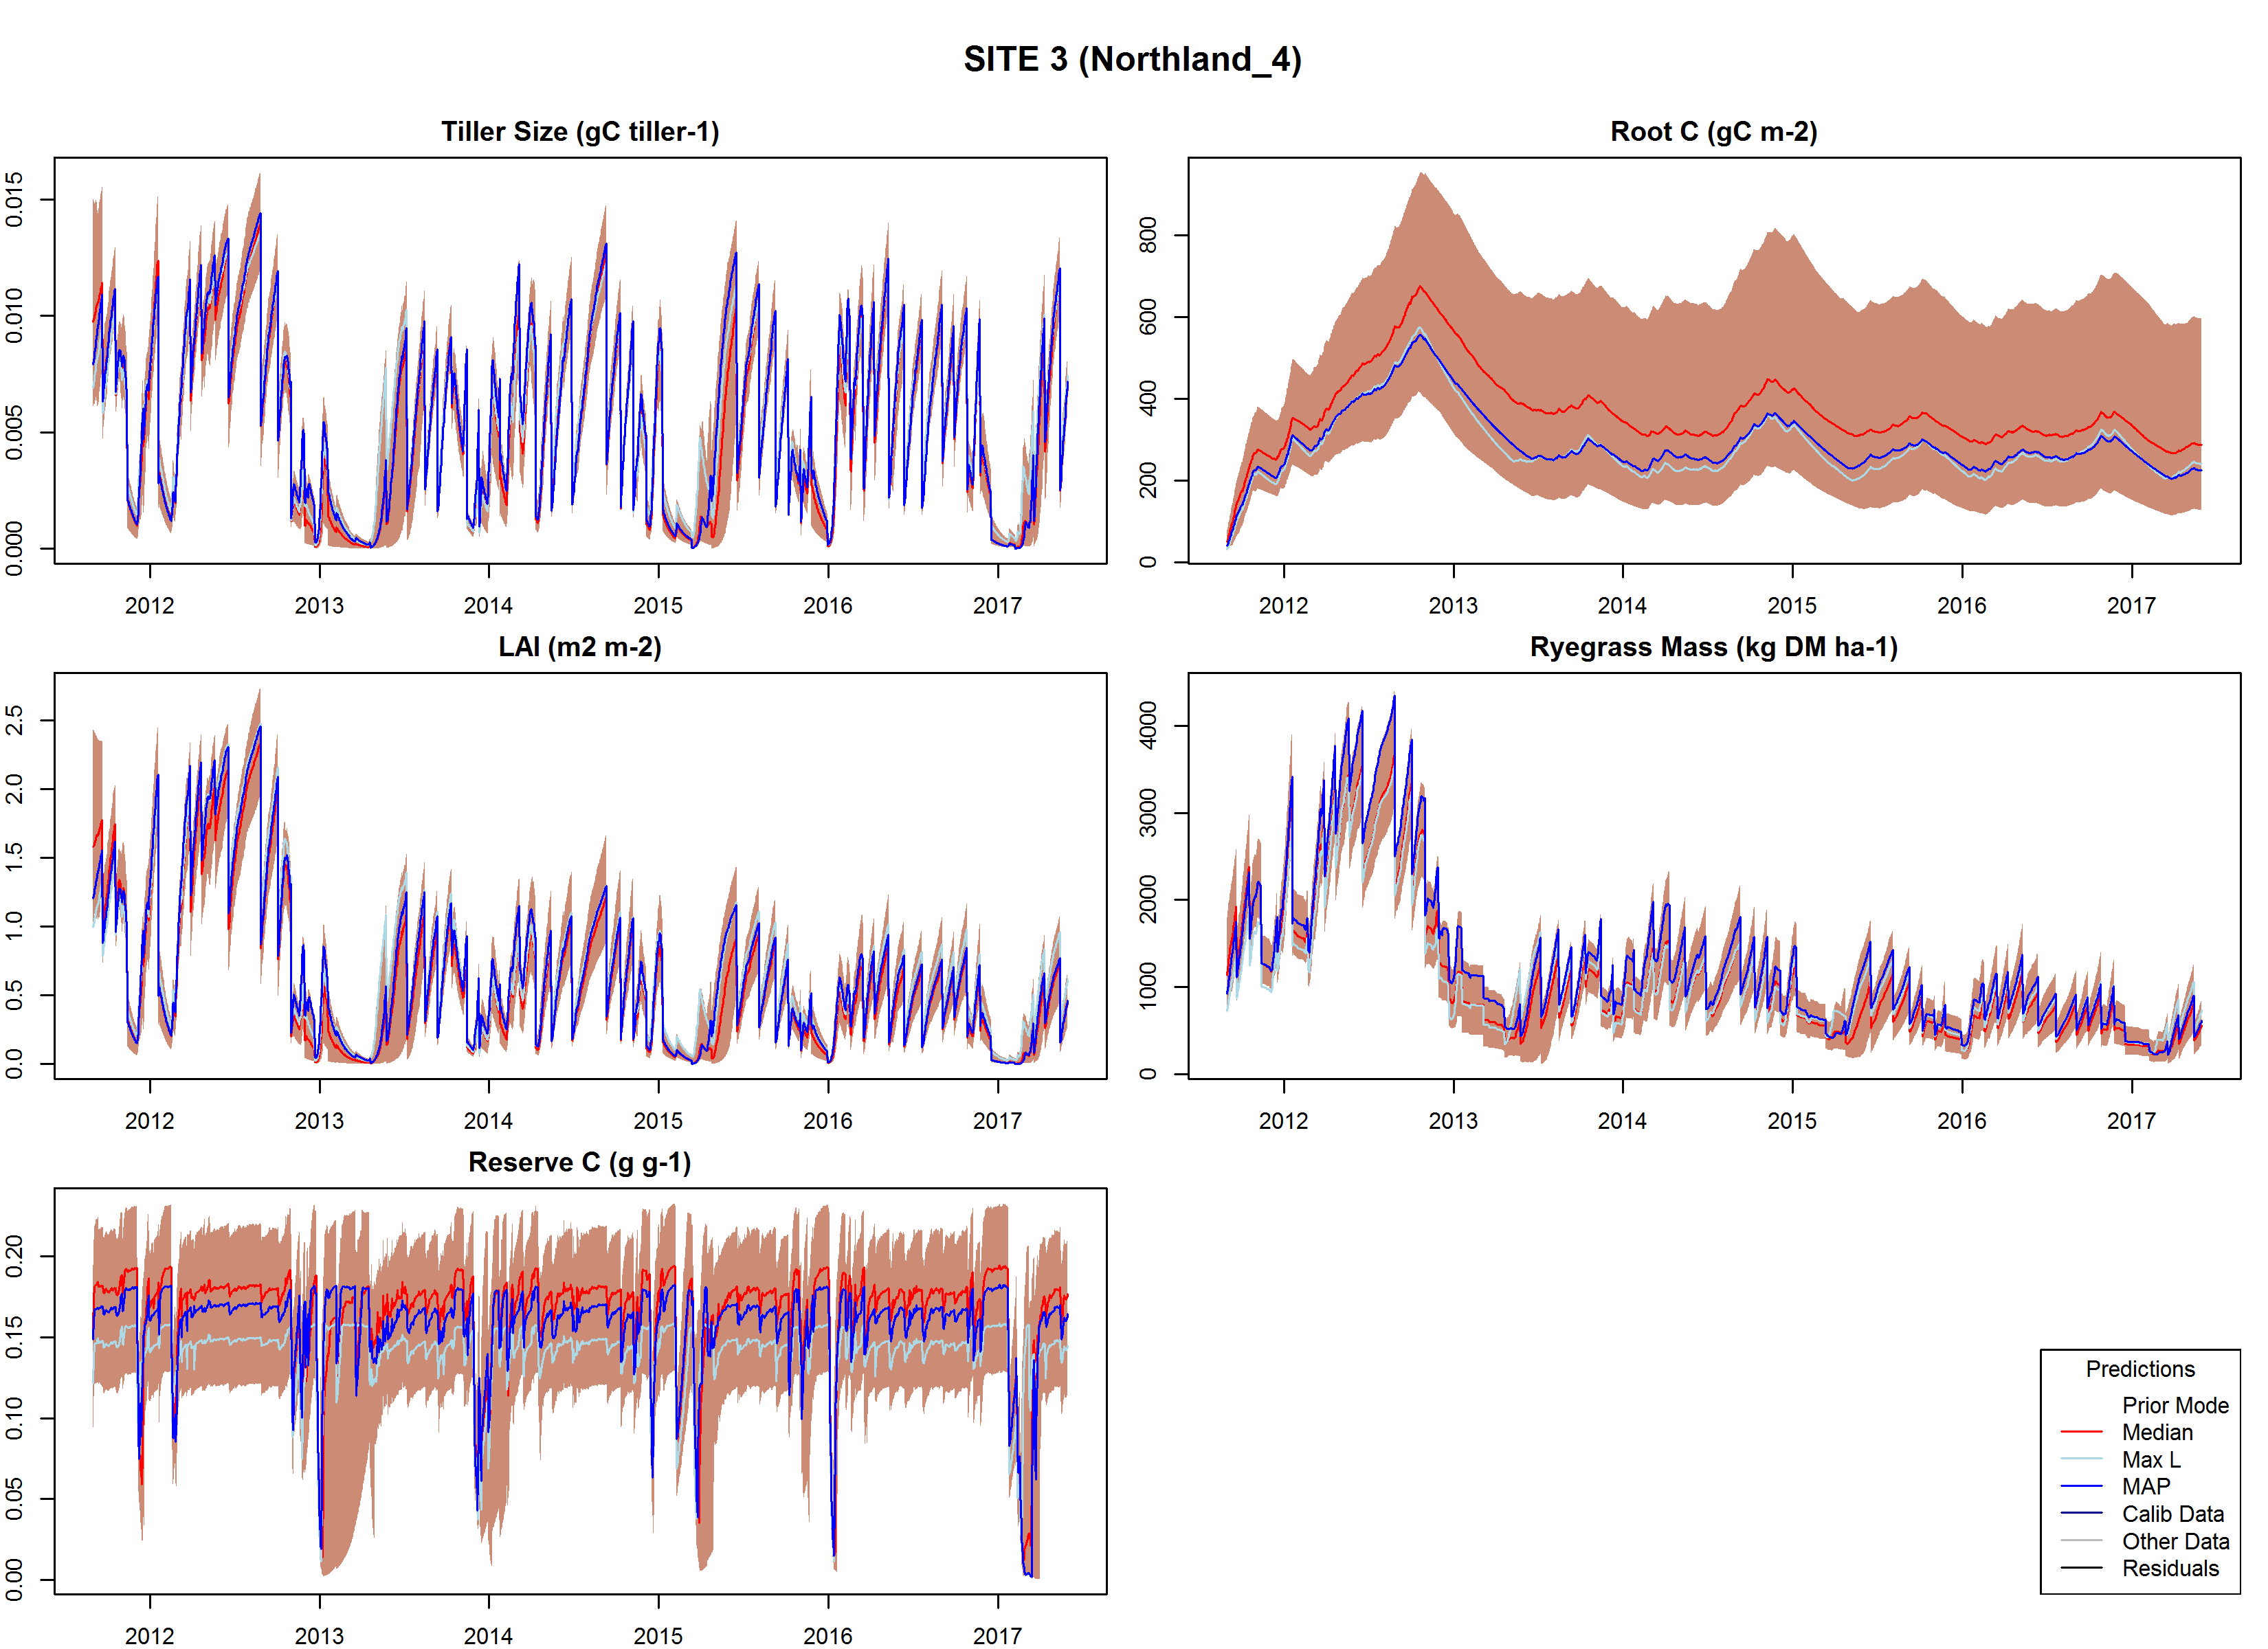 SITE 3 (Northland_4)
Tiller Size (gC tiller-1)
0.000 0.005 0.010 0.015
2012 2013 2014 2015 2016 2017
Root C (gC m-2)
0 200 400 600 800
2012 2013 2014 2015 2016 2017
LAI (m2 m-2)
0.0 0.5 1.0 1.5 2.0 2.5
2012 2013 2014 2015 2016 2017
Ryegrass Mass (kg DM ha-1)
0 1000 2000 3000 4000
2012 2013 2014 2015 2016 2017
Reserve C (g g-1)
0.00 0.05 0.10 0.15 0.20
2012 2013 2014 2015 2016 2017
Predictions
Prior Mode
Median
Max L
MAP
Calib Data
Other Data
Residuals